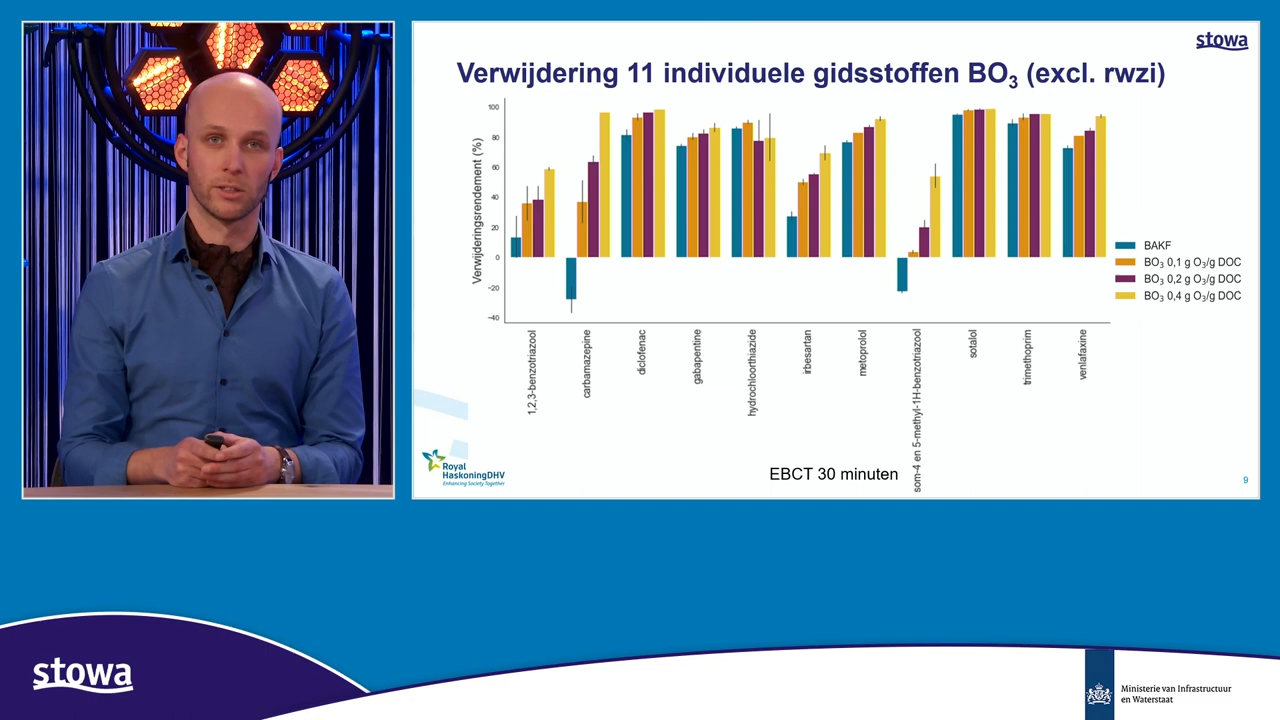 stowa
Verwijdering 11 individuele gidsstoffen BO₃ (excl. rwzi)
Verwijderingsrendement (%)
100
80
60
40
20
0
−20
−40
1,2,3-benzotriazool
carbamazepine
diclofenac
gabapentine
hydrochloorthiazide
irbesartan
metoprolol
som-4 en 5-methyl-1H-benzotriazool
sotalol
trimethoprim
venlafaxine
BAKF
BO₃ 0,1 g O₃/g DOC
BO₃ 0,2 g O₃/g DOC
BO₃ 0,4 g O₃/g DOC
Royal
HaskoningDHV
Enhancing Society Together
EBCT 30 minuten
9
stowa
Ministerie van Infrastructuur
en Waterstaat